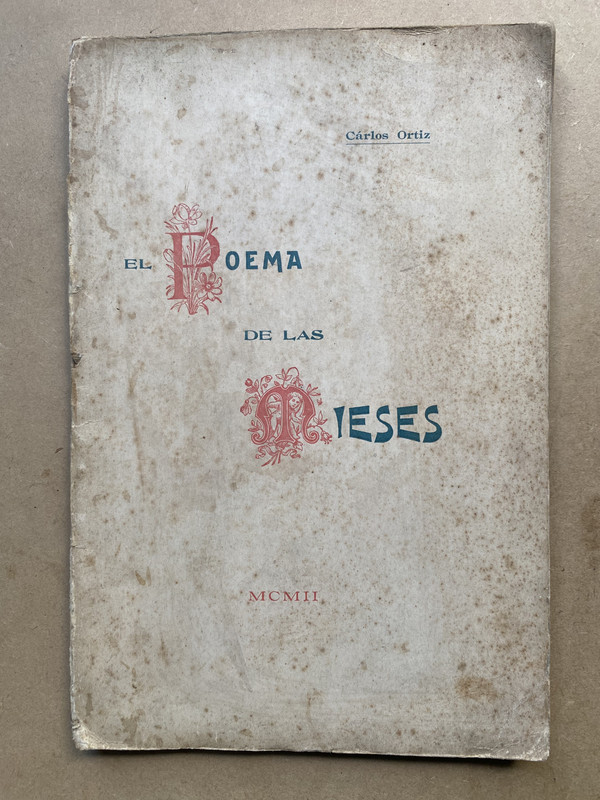 Cárlos Ortiz
EL POEMA
DE LAS
MIESES
MCMII